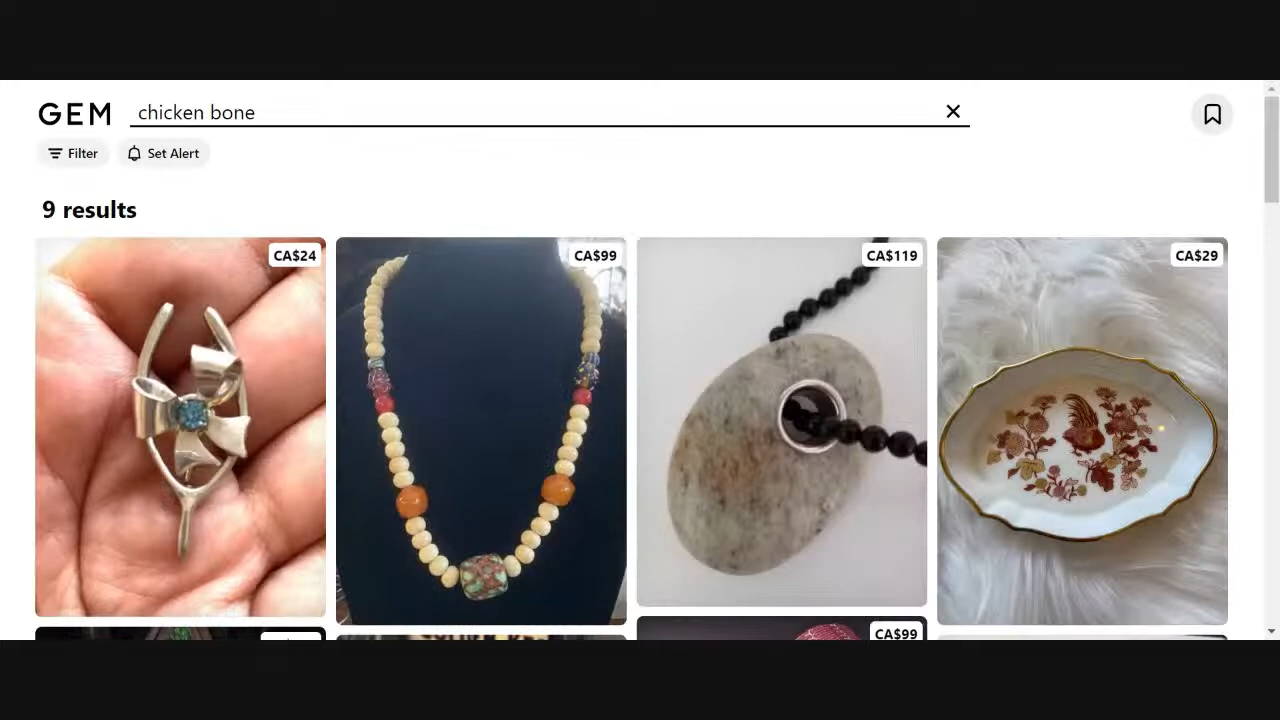 GEM chicken bone
Filter Set Alert
9 results
CA$24 CA$99 CA$119 CA$29
CA$99